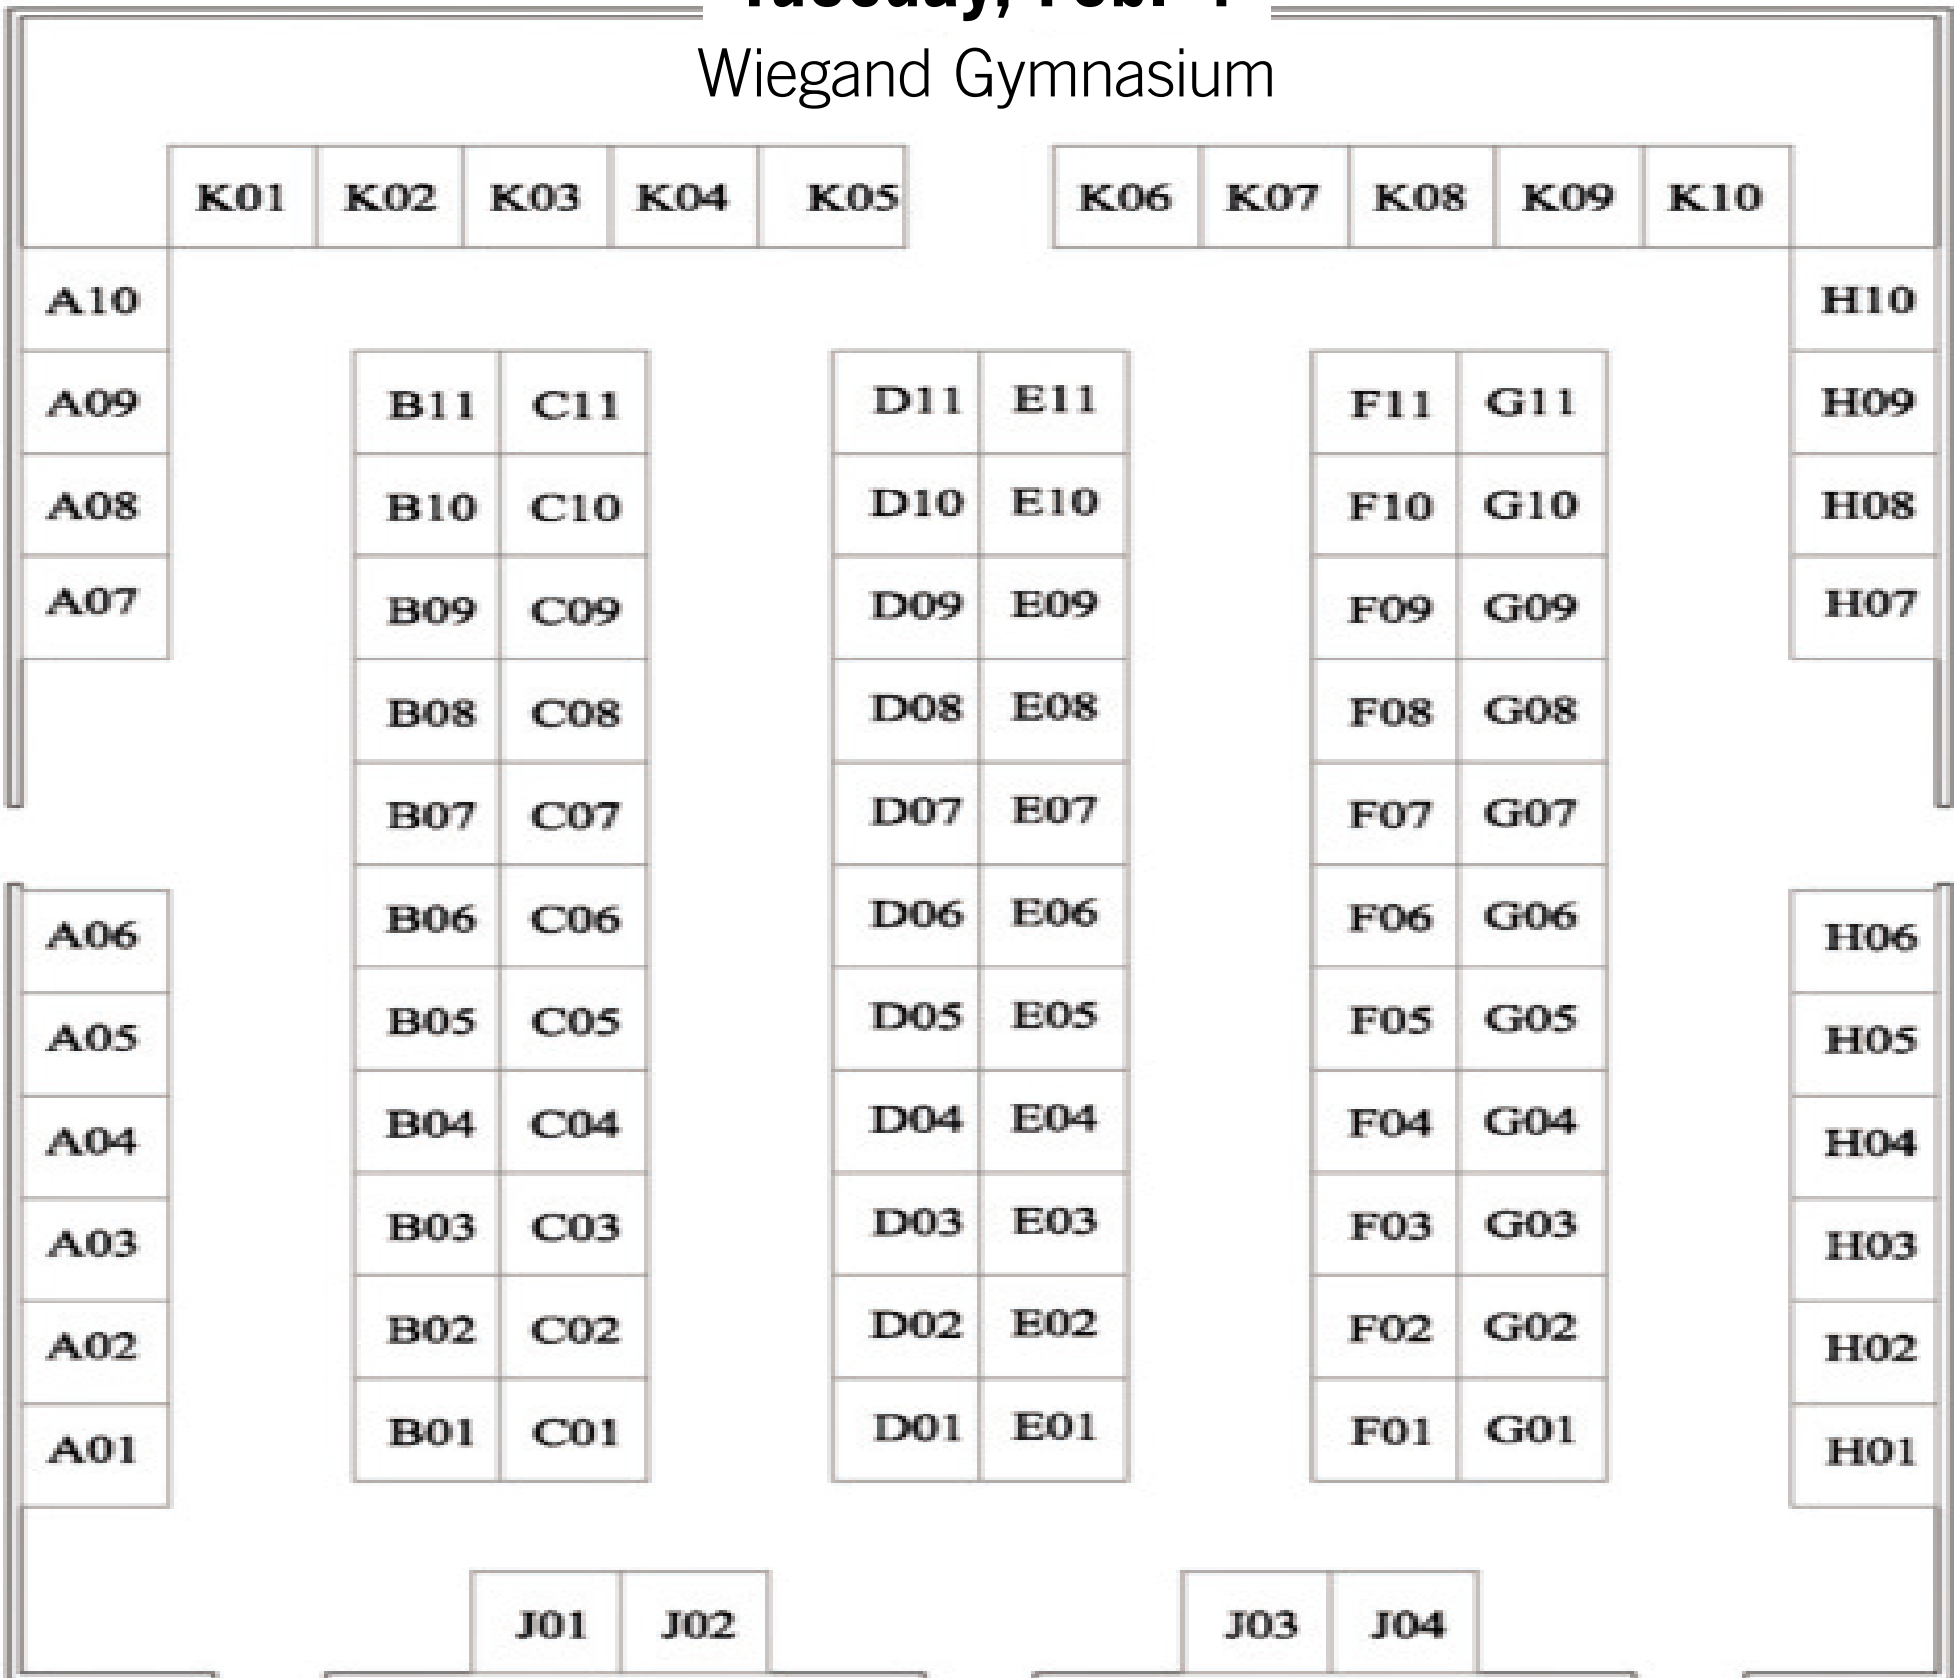 Tuesday, Feb.
Wiegand Gymnasium
K01 K02 K03 K04 K05 K06 K07 K08 K09 K10
A10 H10
A09 B11 C11 D11 E11 F11 G11 H09
A08 B10 C10 D10 E10 F10 G10 H08
A07 B09 C09 D09 E09 F09 G09 H07
B08 C08 D08 E08 F08 G08
B07 C07 D07 E07 F07 G07
A06 B06 C06 D06 E06 F06 G06 H06
A05 B05 C05 D05 E05 F05 G05 H05
A04 B04 C04 D04 E04 F04 G04 H04
A03 B03 C03 D03 E03 F03 G03 H03
A02 B02 C02 D02 E02 F02 G02 H02
A01 B01 C01 D01 E01 F01 G01 H01
J01 J02 J03 J04